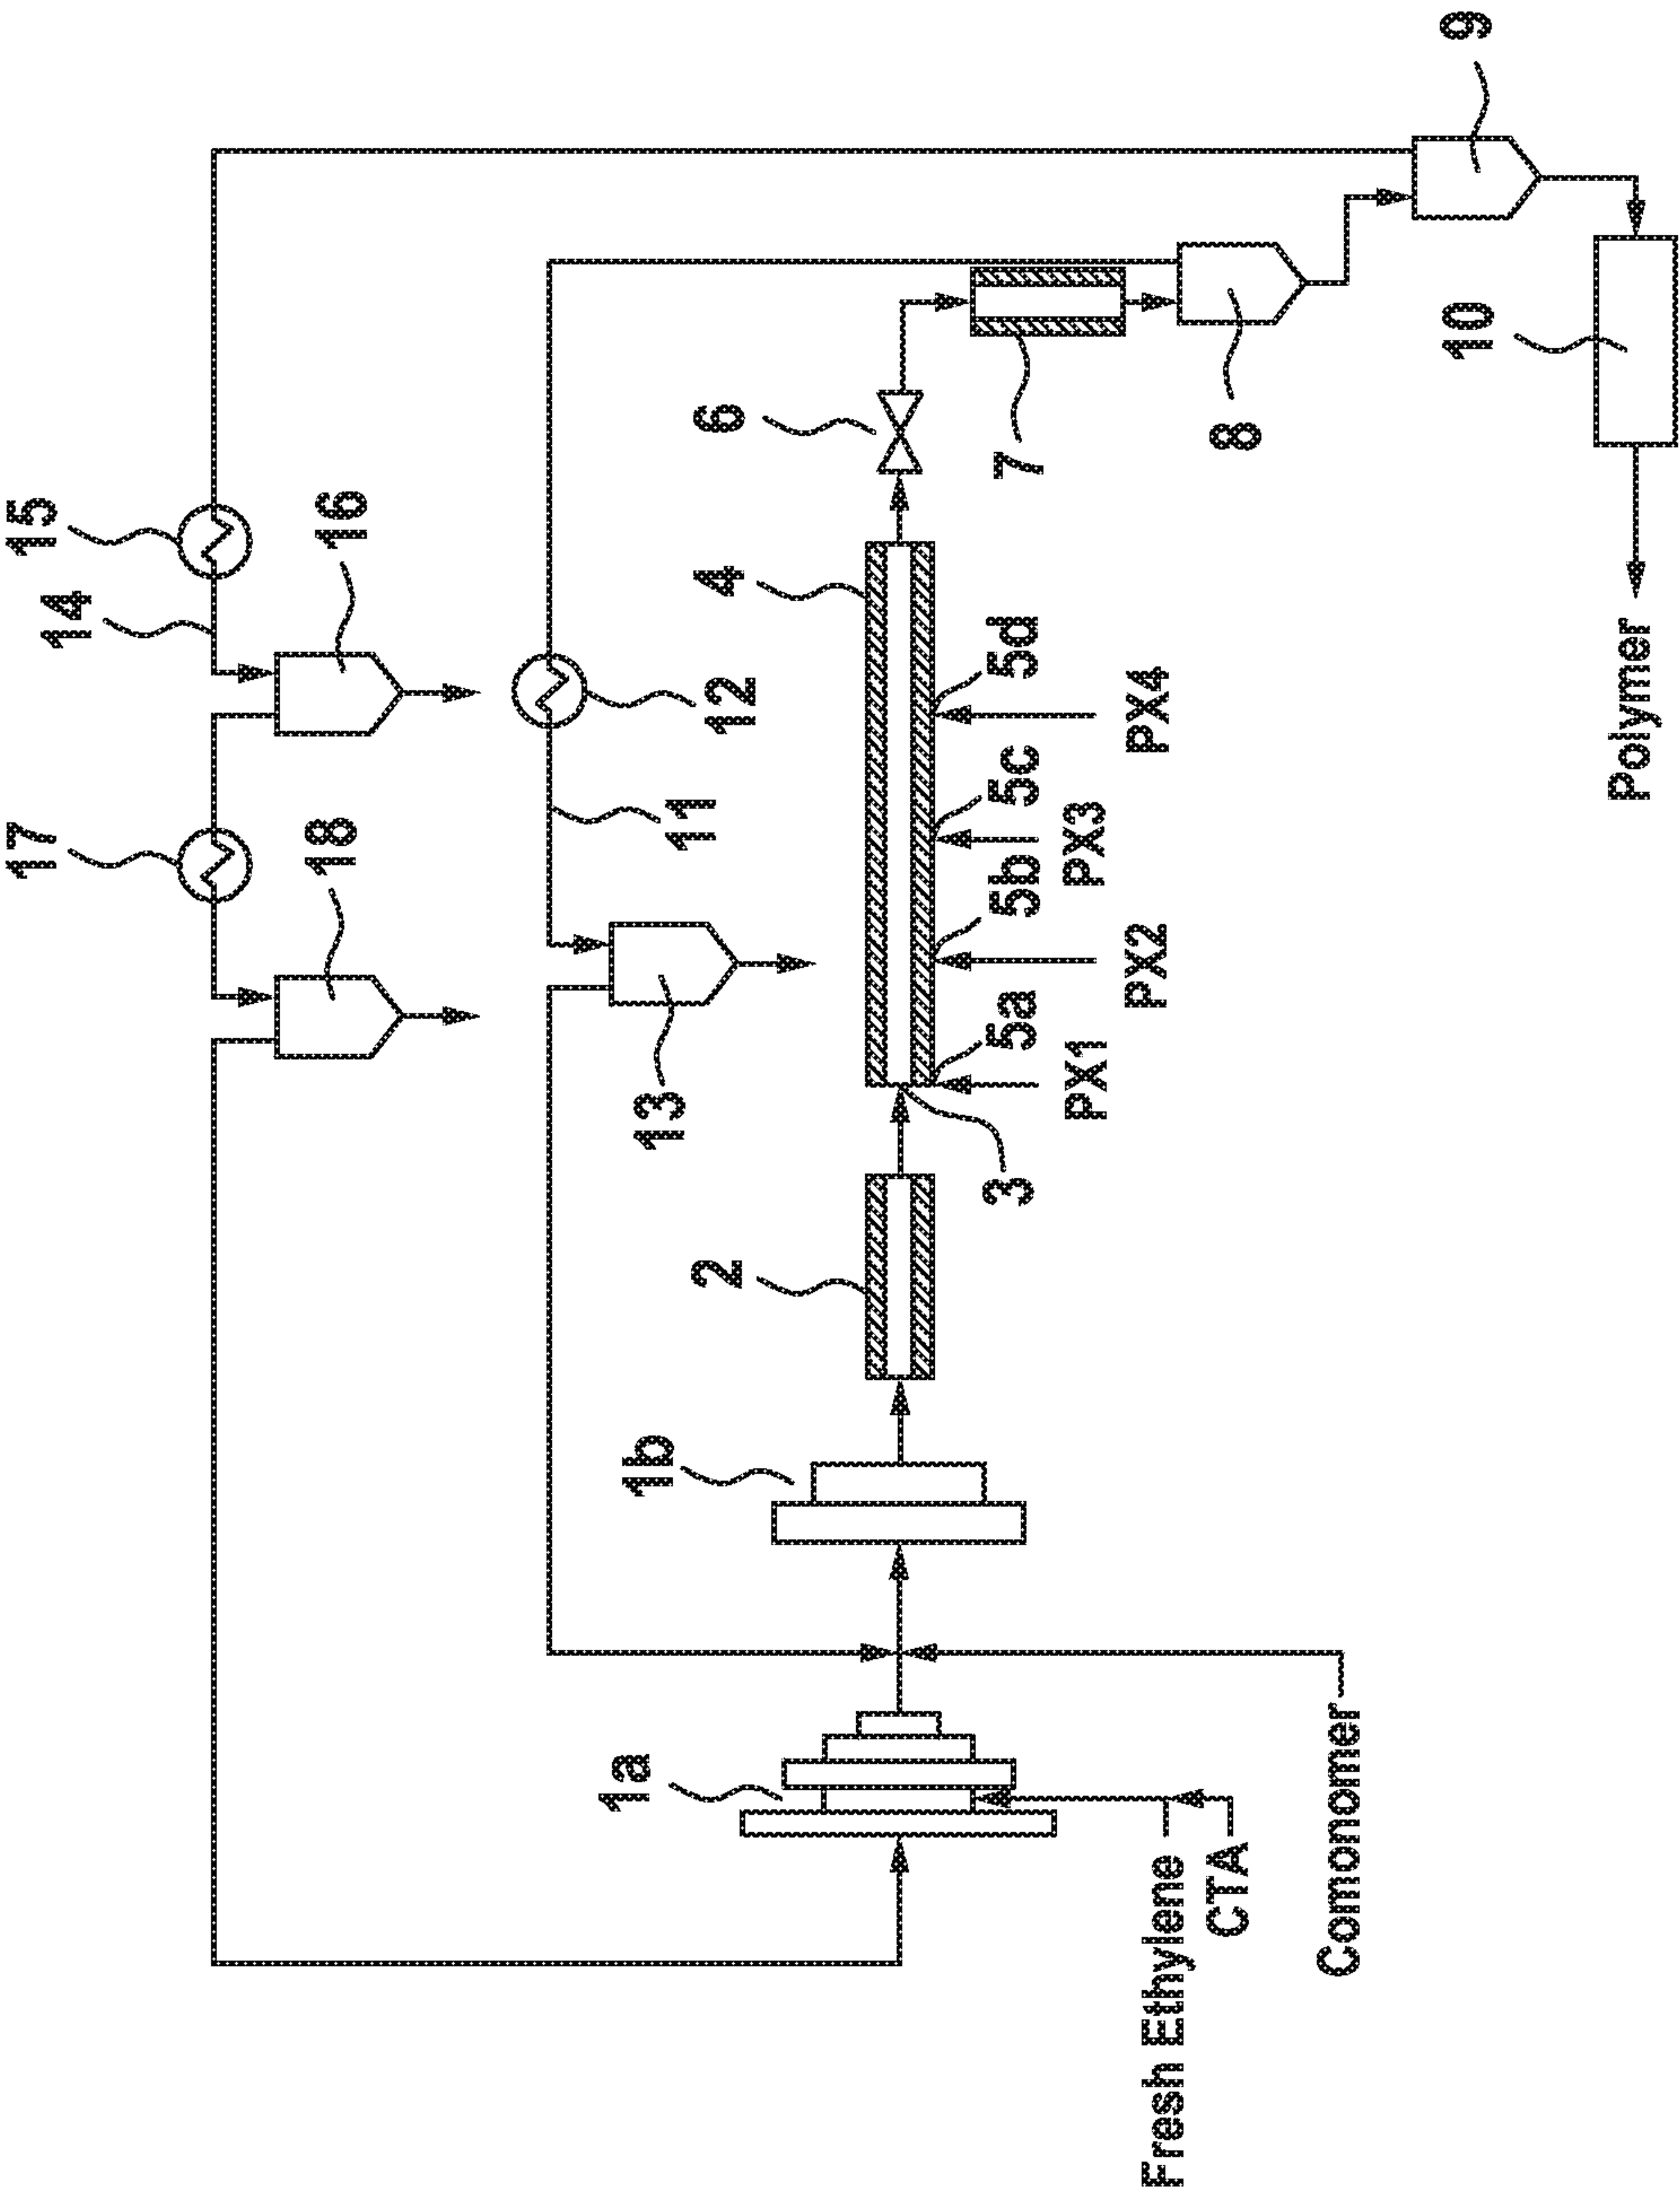 17
15
14
18
16
12
11
13
1a
1b
2
4
6
7
8
9
10
3
5a
5b
5c
5d
PX1
PX2
PX3
PX4
Fresh Ethylene
CTA
Comonomer
Polymer